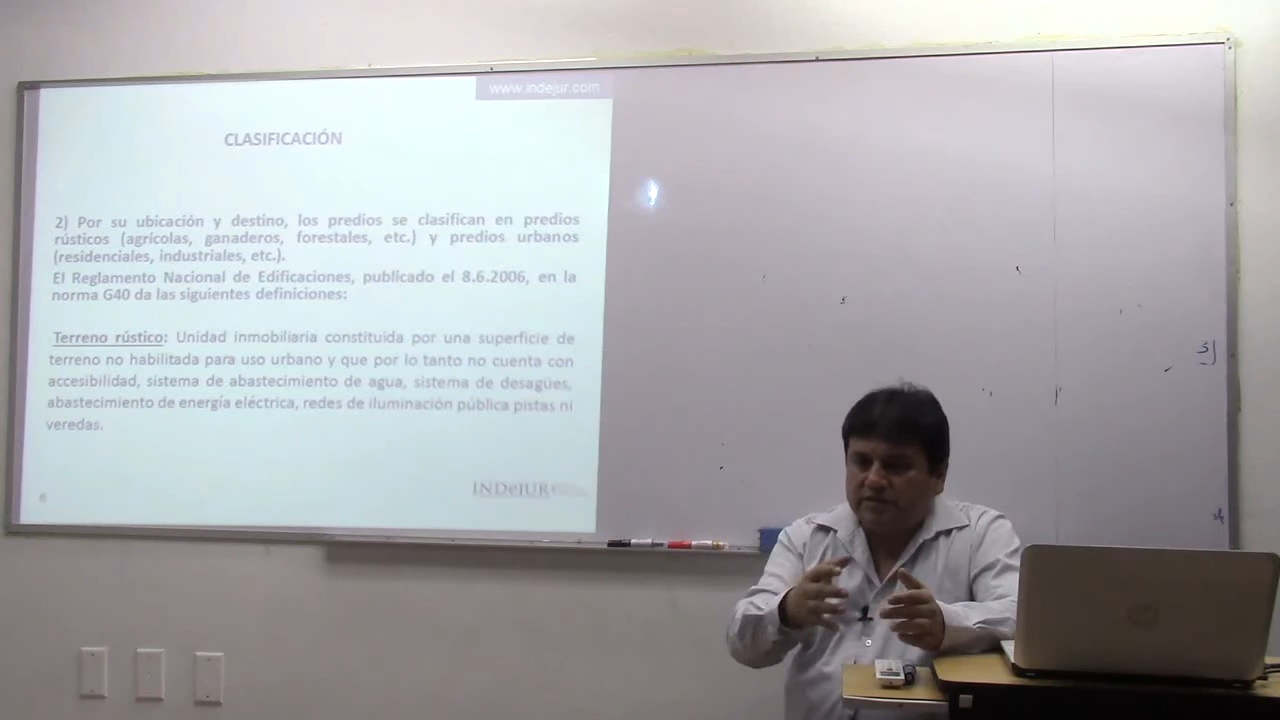 www.indejur.com
CLASIFICACIÓN
2) Por su ubicación y destino, los predios se clasifican en predios
rústicos (agrícolas, ganaderos, forestales, etc.) y predios urbanos
(residenciales, industriales, etc.).
El Reglamento Nacional de Edificaciones, publicado el 8.6.2006, en la
norma G40 da las siguientes definiciones:
Terreno rústico: Unidad inmobiliaria constituida por una superficie de
terreno no habilitada para uso urbano y que por lo tanto no cuenta con
accesibilidad, sistema de abastecimiento de agua, sistema de desagües,
abastecimiento de energía eléctrica, redes de iluminación pública pistas ni
veredas.
6
INDeJUR
hp